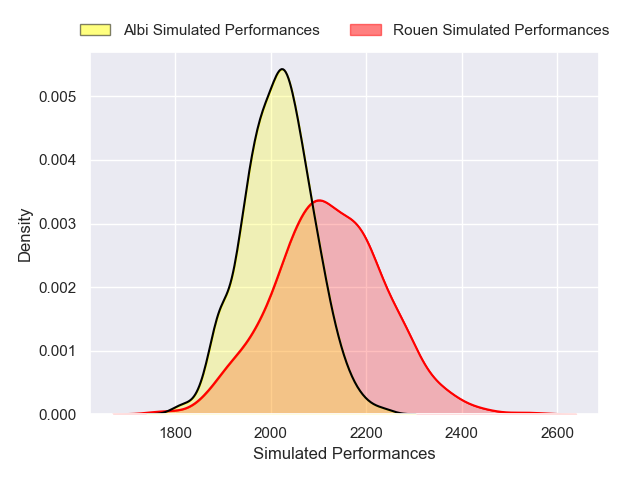 Albi Simulated Performances Rouen Simulated Performances
0.005
0.004
0.003
0.002
0.001
0.000
Density
1800 2000 2200 2400 2600
Simulated Performances